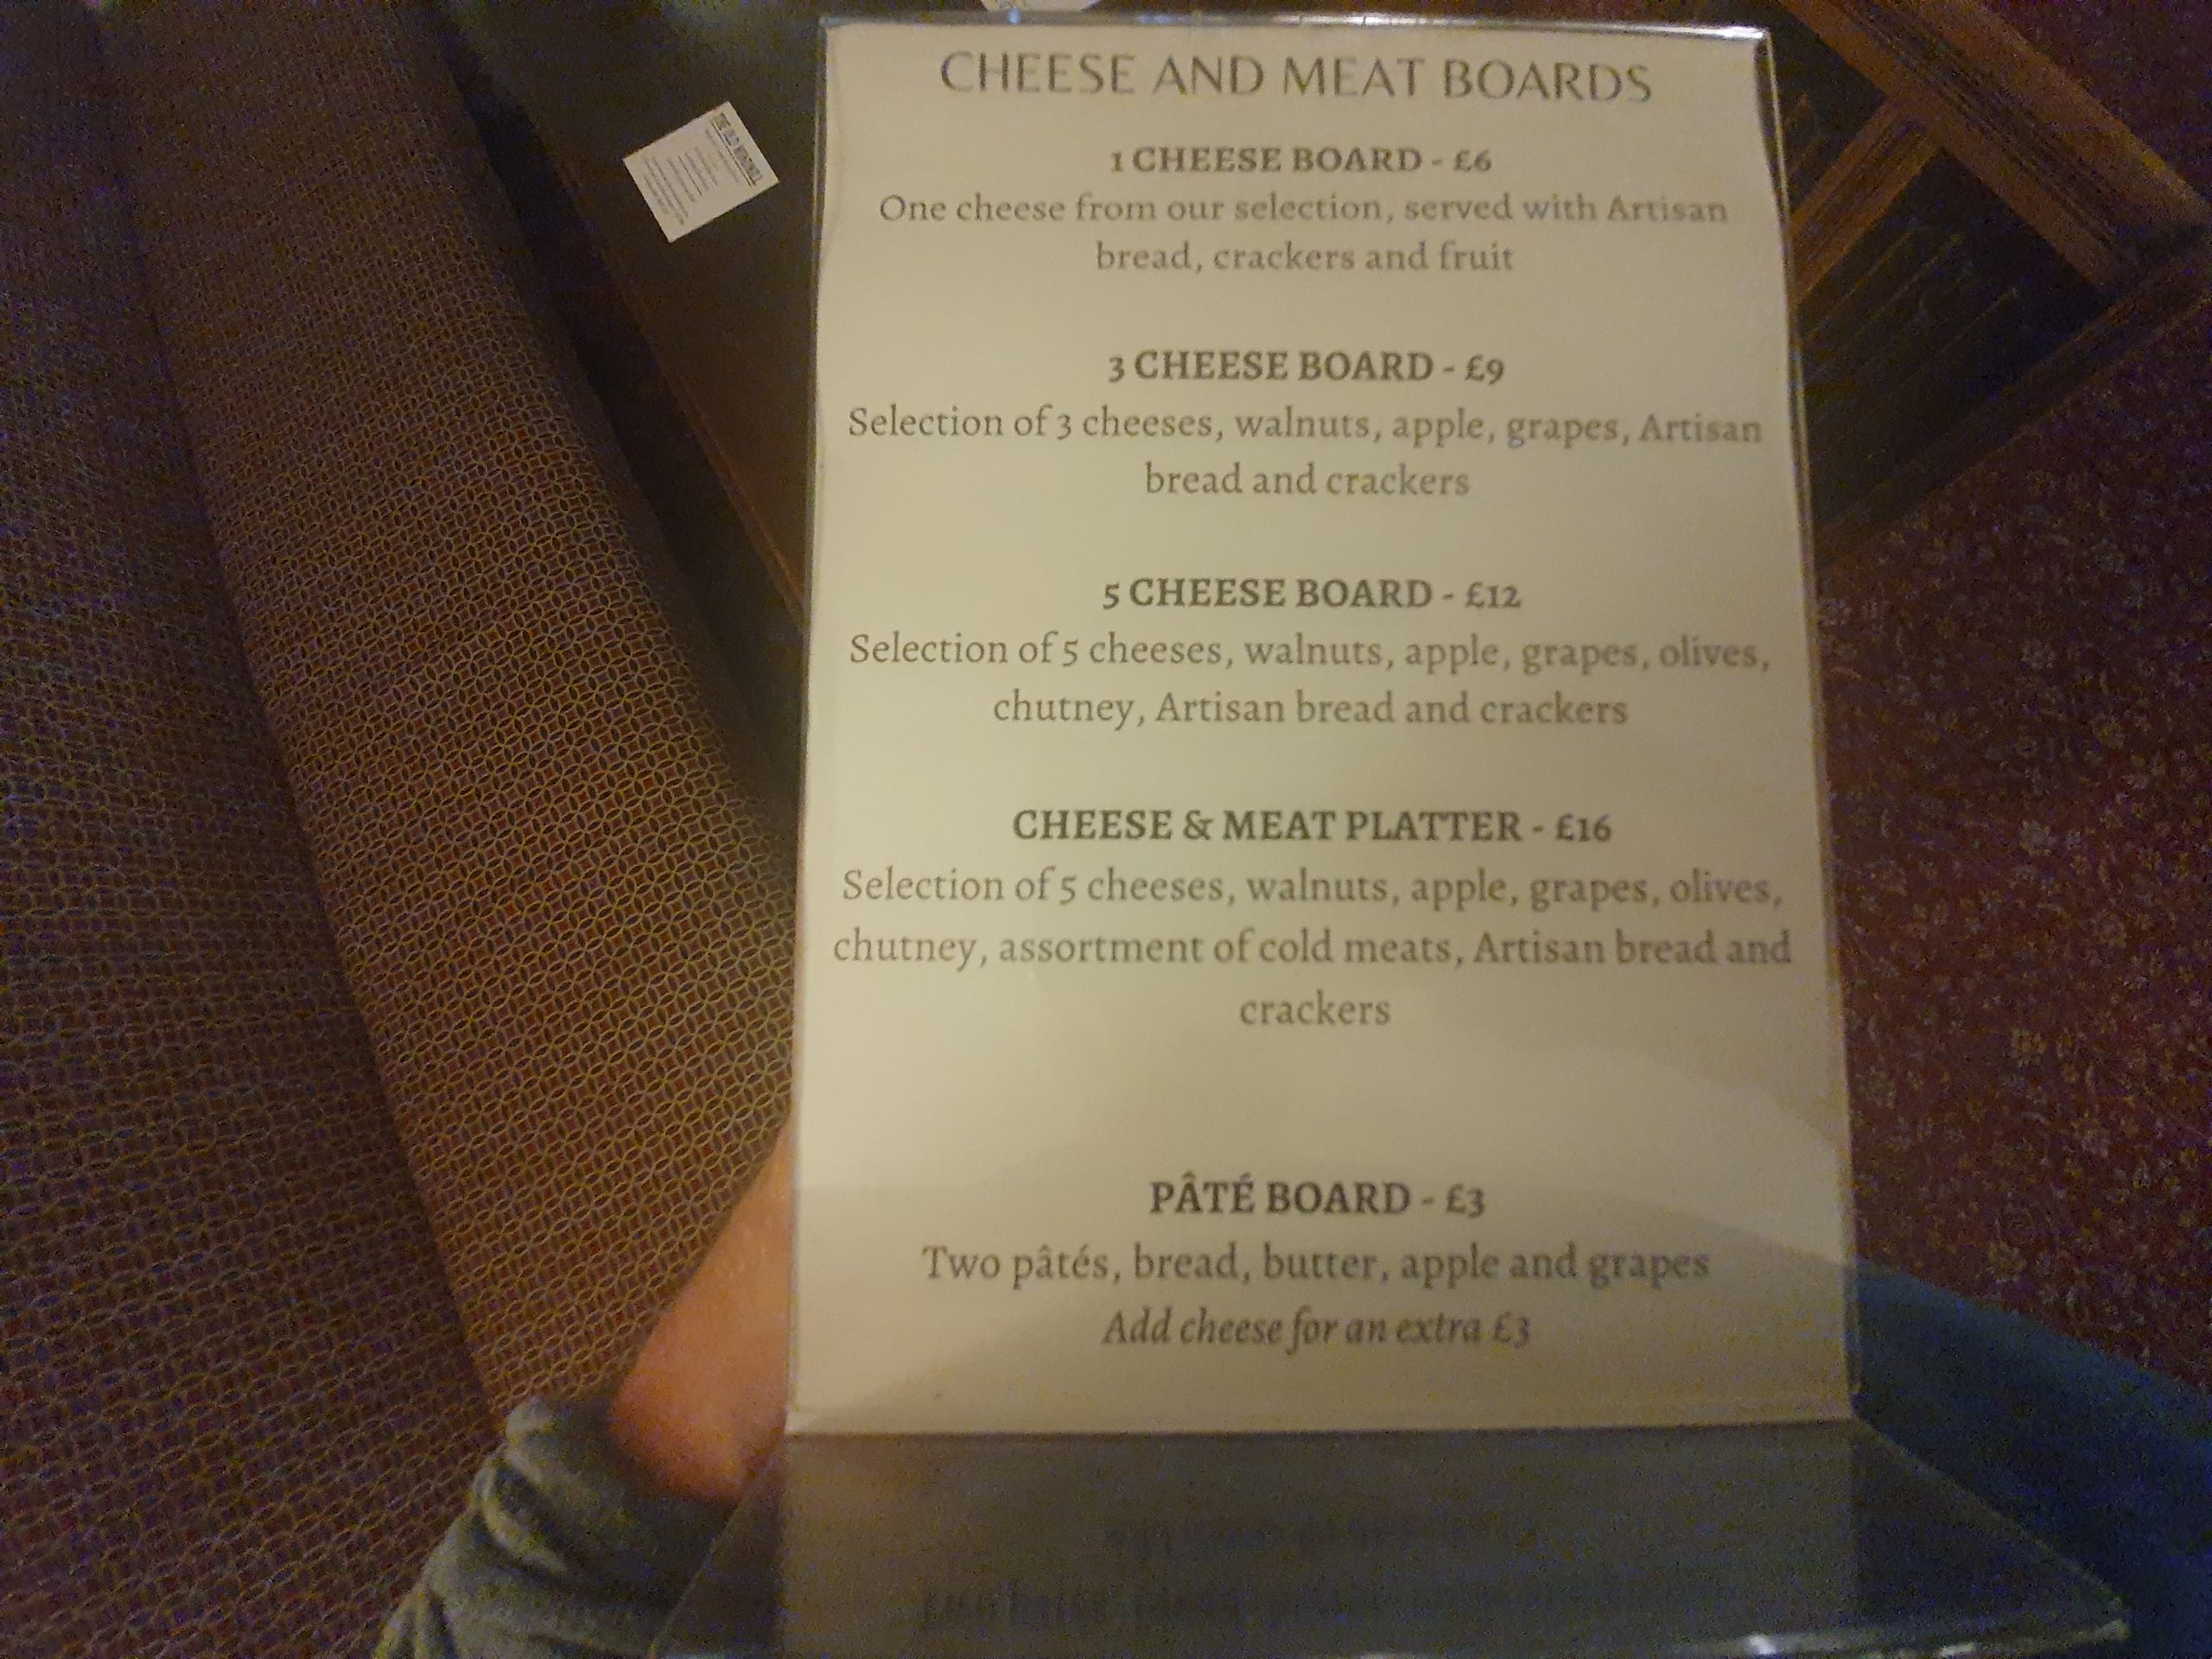 CHEESE AND MEAT BOARDS
1 CHEESE BOARD - £6
One cheese from our selection, served with Artisan
bread, crackers and fruit
3 CHEESE BOARD - £9
Selection of 3 cheeses, walnuts, apple, grapes, Artisan
bread and crackers
5 CHEESE BOARD - £12
Selection of 5 cheeses, walnuts, apple, grapes, olives,
chutney, Artisan bread and crackers
CHEESE & MEAT PLATTER - £16
Selection of 5 cheeses, walnuts, apple, grapes, olives,
chutney, assortment of cold meats, Artisan bread and
crackers
PÂTÉ BOARD - £3
Two pâtés, bread, butter, apple and grapes
Add cheese for an extra £3
THE OLD WINDMILL